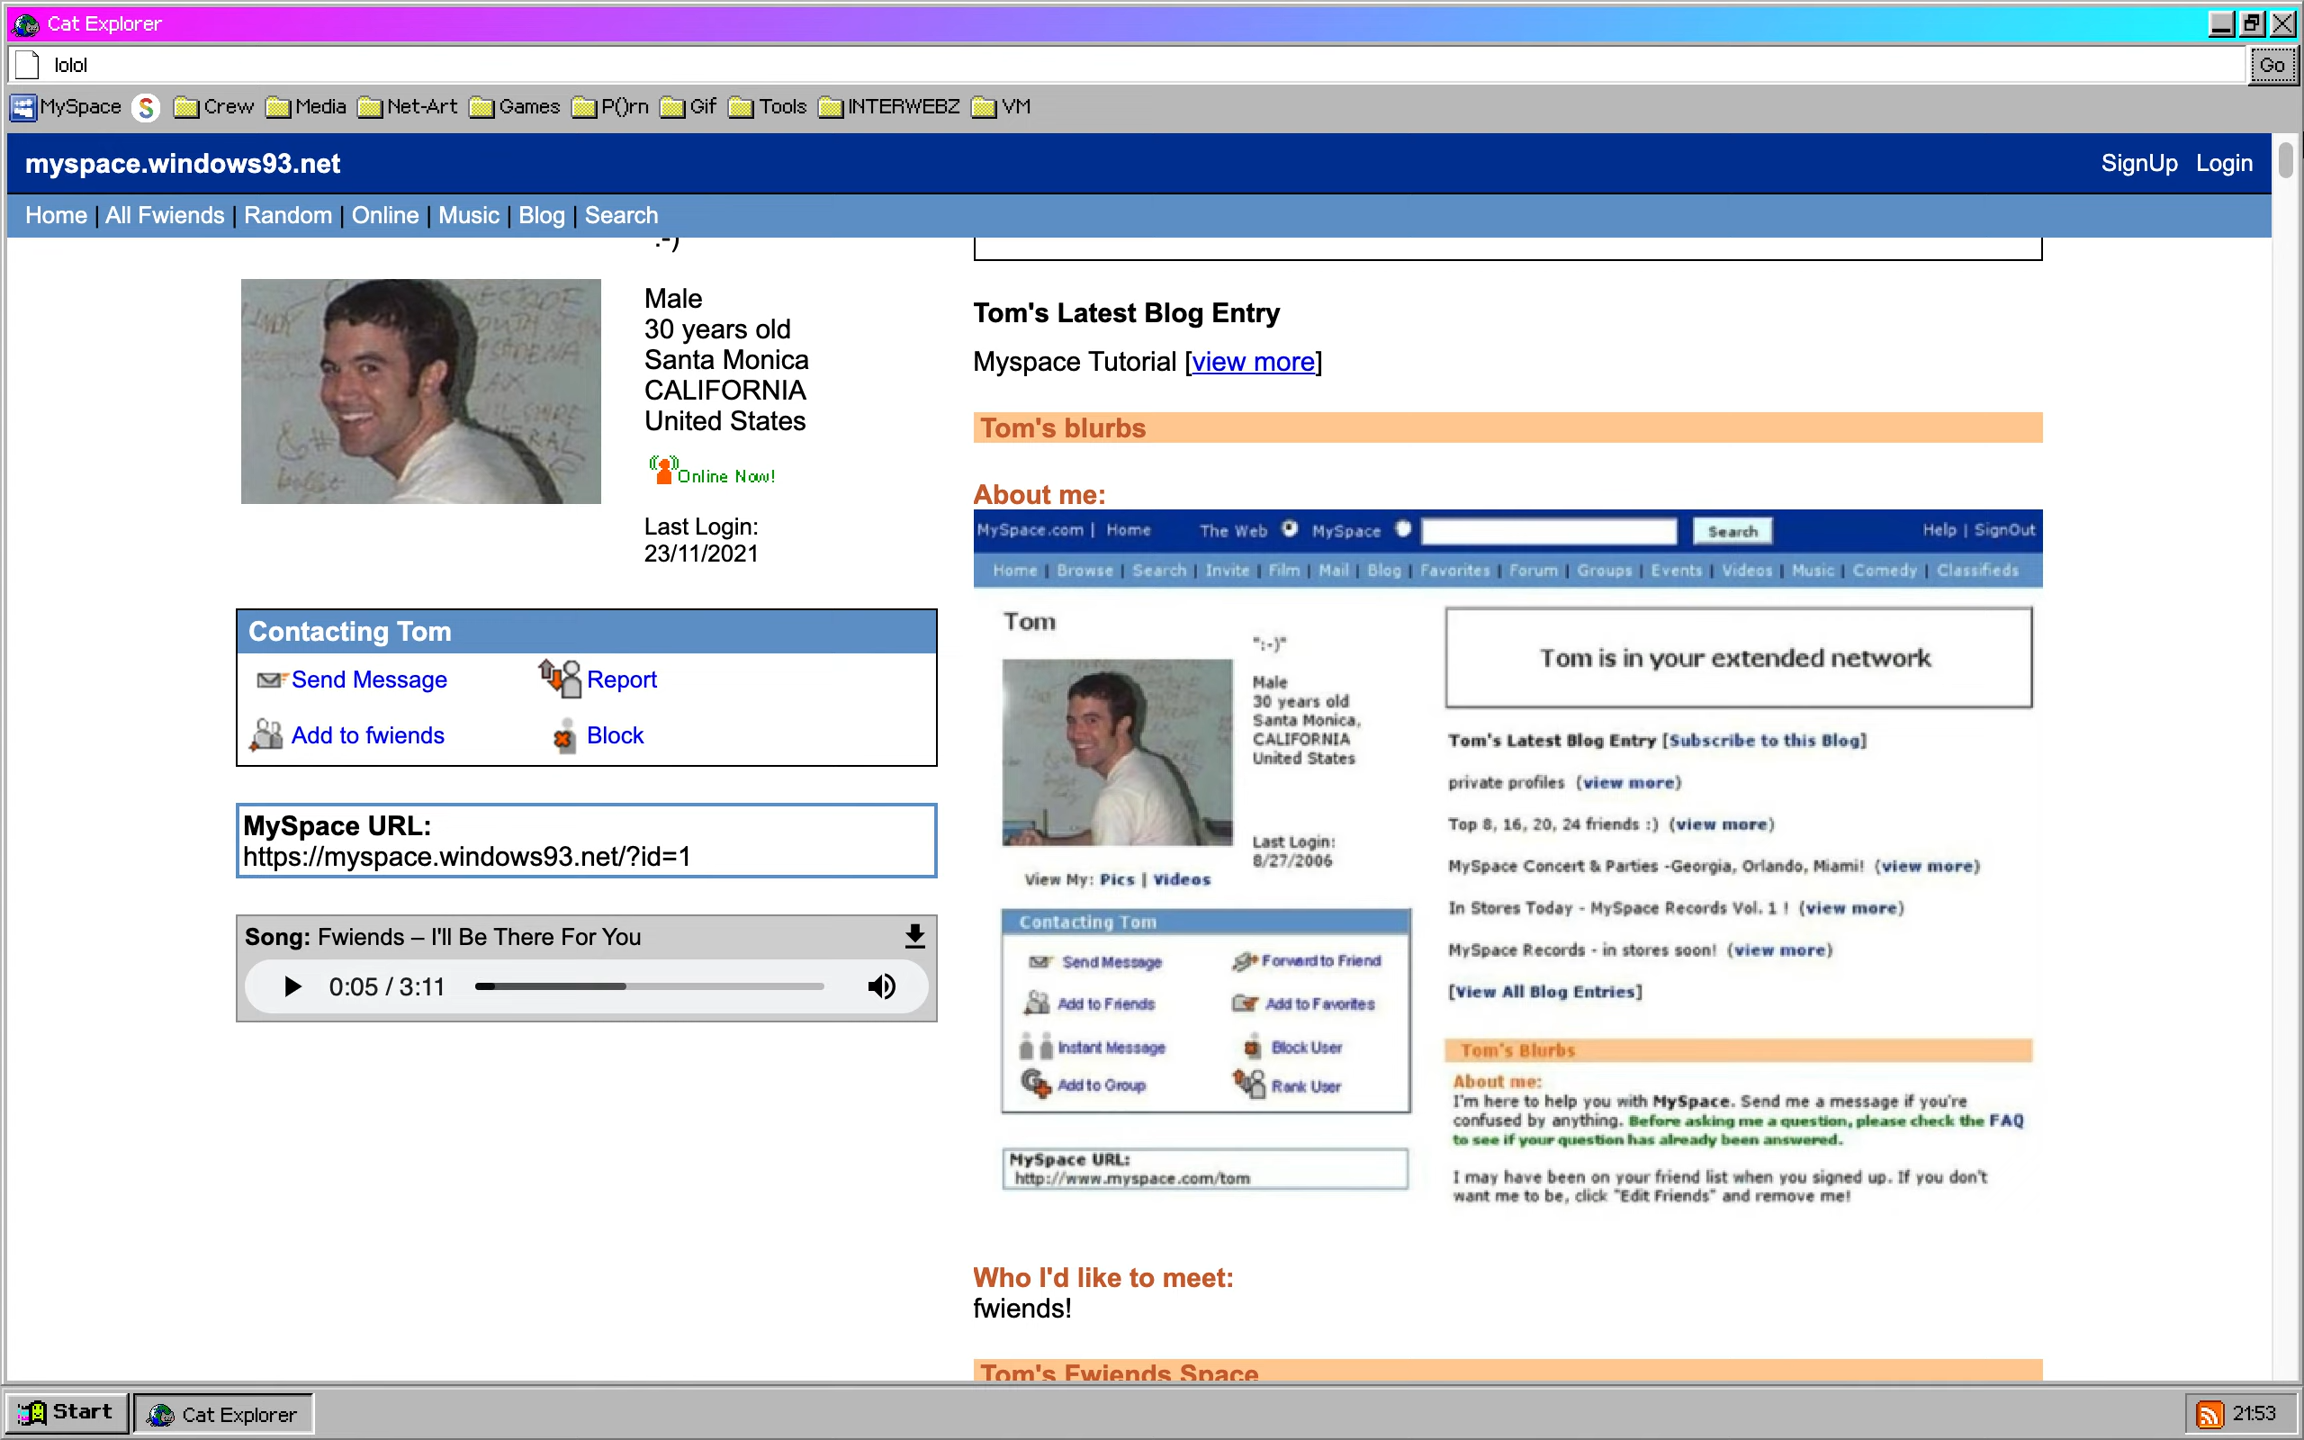 Cat Explorer
lolol
Go
MySpace S Crew Media Net-Art Games P()rn Gif Tools INTERWEBZ VM
myspace.windows93.net
SignUp Login
Home | All Fwiends | Random | Online | Music | Blog | Search
:-)
Male
30 years old
Santa Monica
CALIFORNIA
United States
Online Now!
Last Login:
23/11/2021
Contacting Tom
Send Message Report
Add to fwiends Block
MySpace URL:
https://myspace.windows93.net/?id=1
Song: Fwiends – I'll Be There For You
0:05 / 3:11
Tom's Latest Blog Entry
Myspace Tutorial [view more]
Tom's blurbs
About me:
MySpace.com | Home The Web MySpace Search Help | SignOut
Home | Browse | Search | Invite | Film | Mail | Blog | Favorites | Forum | Groups | Events | Videos | Music | Comedy | Classifieds
Tom
":-)"
Male
30 years old
Santa Monica,
CALIFORNIA
United States
Last Login:
8/27/2006
View My: Pics | Videos
Contacting Tom
Send Message Forward to Friend
Add to Friends Add to Favorites
Instant Message Block User
Add to Group Rank User
MySpace URL:
http://www.myspace.com/tom
Tom is in your extended network
Tom's Latest Blog Entry [Subscribe to this Blog]
private profiles (view more)
Top 8, 16, 20, 24 friends :) (view more)
MySpace Concert & Parties -Georgia, Orlando, Miami! (view more)
In Stores Today - MySpace Records Vol. 1 ! (view more)
MySpace Records - in stores soon! (view more)
[View All Blog Entries]
Tom's Blurbs
About me:
I'm here to help you with MySpace. Send me a message if you're
confused by anything. Before asking me a question, please check the FAQ
to see if your question has already been answered.
I may have been on your friend list when you signed up. If you don't
want me to be, click "Edit Friends" and remove me!
Who I'd like to meet:
fwiends!
Tom's Fwiends Space
Start Cat Explorer 21:53